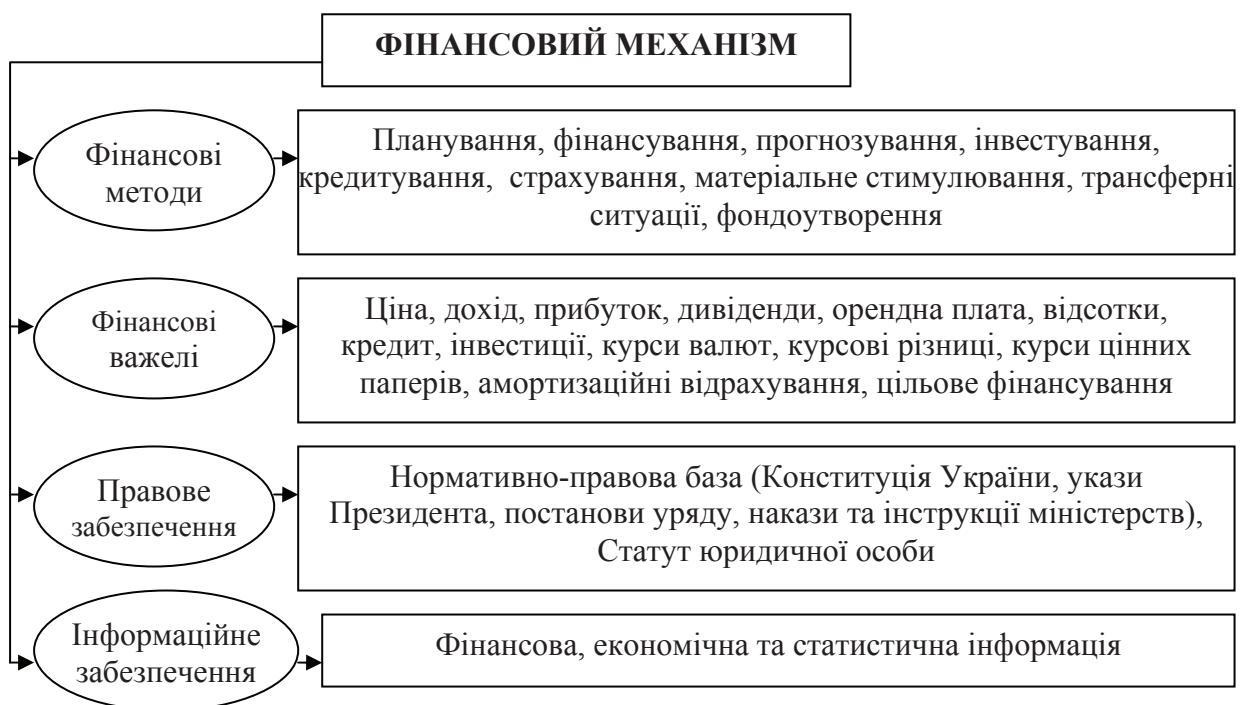 ФІНАНСОВИЙ МЕХАНІЗМ
Фінансові
методи
Планування, фінансування, прогнозування, інвестування,
кредитування, страхування, матеріальне стимулювання, трансферні
ситуації, фондоутворення
Фінансові
важелі
Ціна, дохід, прибуток, дивіденди, орендна плата, відсотки,
кредит, інвестиції, курси валют, курсові різниці, курси цінних
паперів, амортизаційні відрахування, цільове фінансування
Правове
забезпечення
Нормативно-правова база (Конституція України, укази
Президента, постанови уряду, накази та інструкції міністерств),
Статут юридичної особи
Інформаційне
забезпечення
Фінансова, економічна та статистична інформація